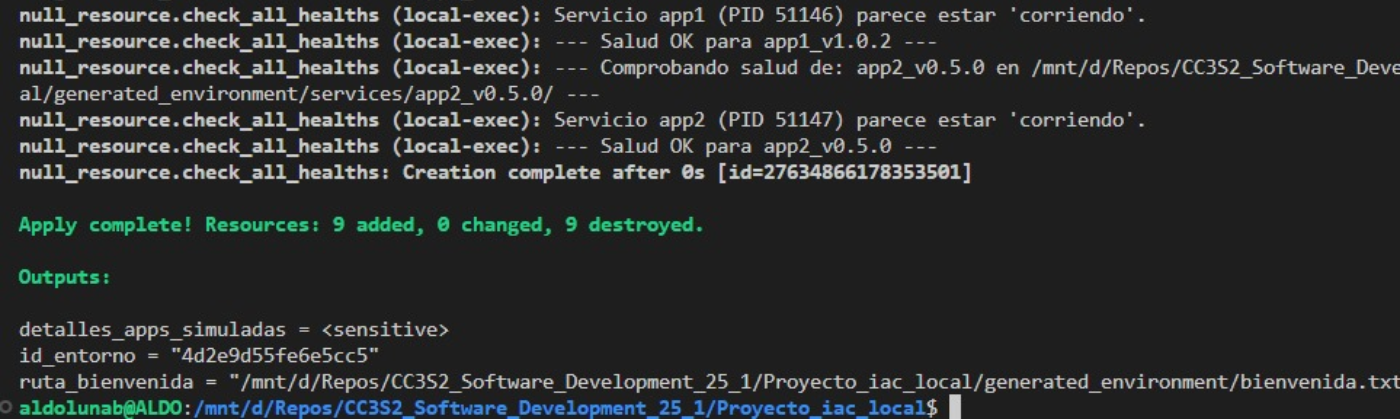 null_resource.check_all_healths (local-exec): Servicio app1 (PID 51146) parece estar 'corriendo'.
null_resource.check_all_healths (local-exec): --- Salud OK para app1_v1.0.2 ---
null_resource.check_all_healths (local-exec): --- Comprobando salud de: app2_v0.5.0 en /mnt/d/Repos/CC3S2_Software_Deve
al/generated_environment/services/app2_v0.5.0/ ---
null_resource.check_all_healths (local-exec): Servicio app2 (PID 51147) parece estar 'corriendo'.
null_resource.check_all_healths (local-exec): --- Salud OK para app2_v0.5.0 ---
null_resource.check_all_healths: Creation complete after 0s [id=27634866178353501]
Apply complete! Resources: 9 added, 0 changed, 9 destroyed.
Outputs:
detalles_apps_simuladas = <sensitive>
id_entorno = "4d2e9d55fe6e5cc5"
ruta_bienvenida = "/mnt/d/Repos/CC3S2_Software_Development_25_1/Proyecto_iac_local/generated_environment/bienvenida.txt
aldolunab@ALDO:/mnt/d/Repos/CC3S2_Software_Development_25_1/Proyecto_iac_local$